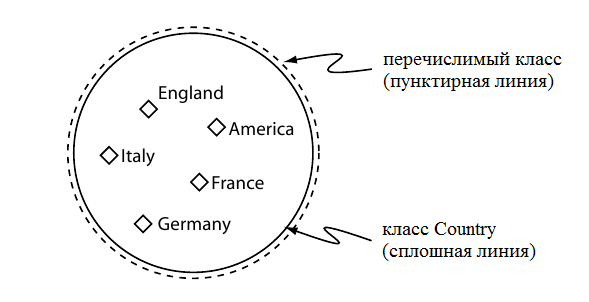 перечислимый класс
(пунктирная линия)
England
America
Italy
France
Germany
класс Country
(сплошная линия)